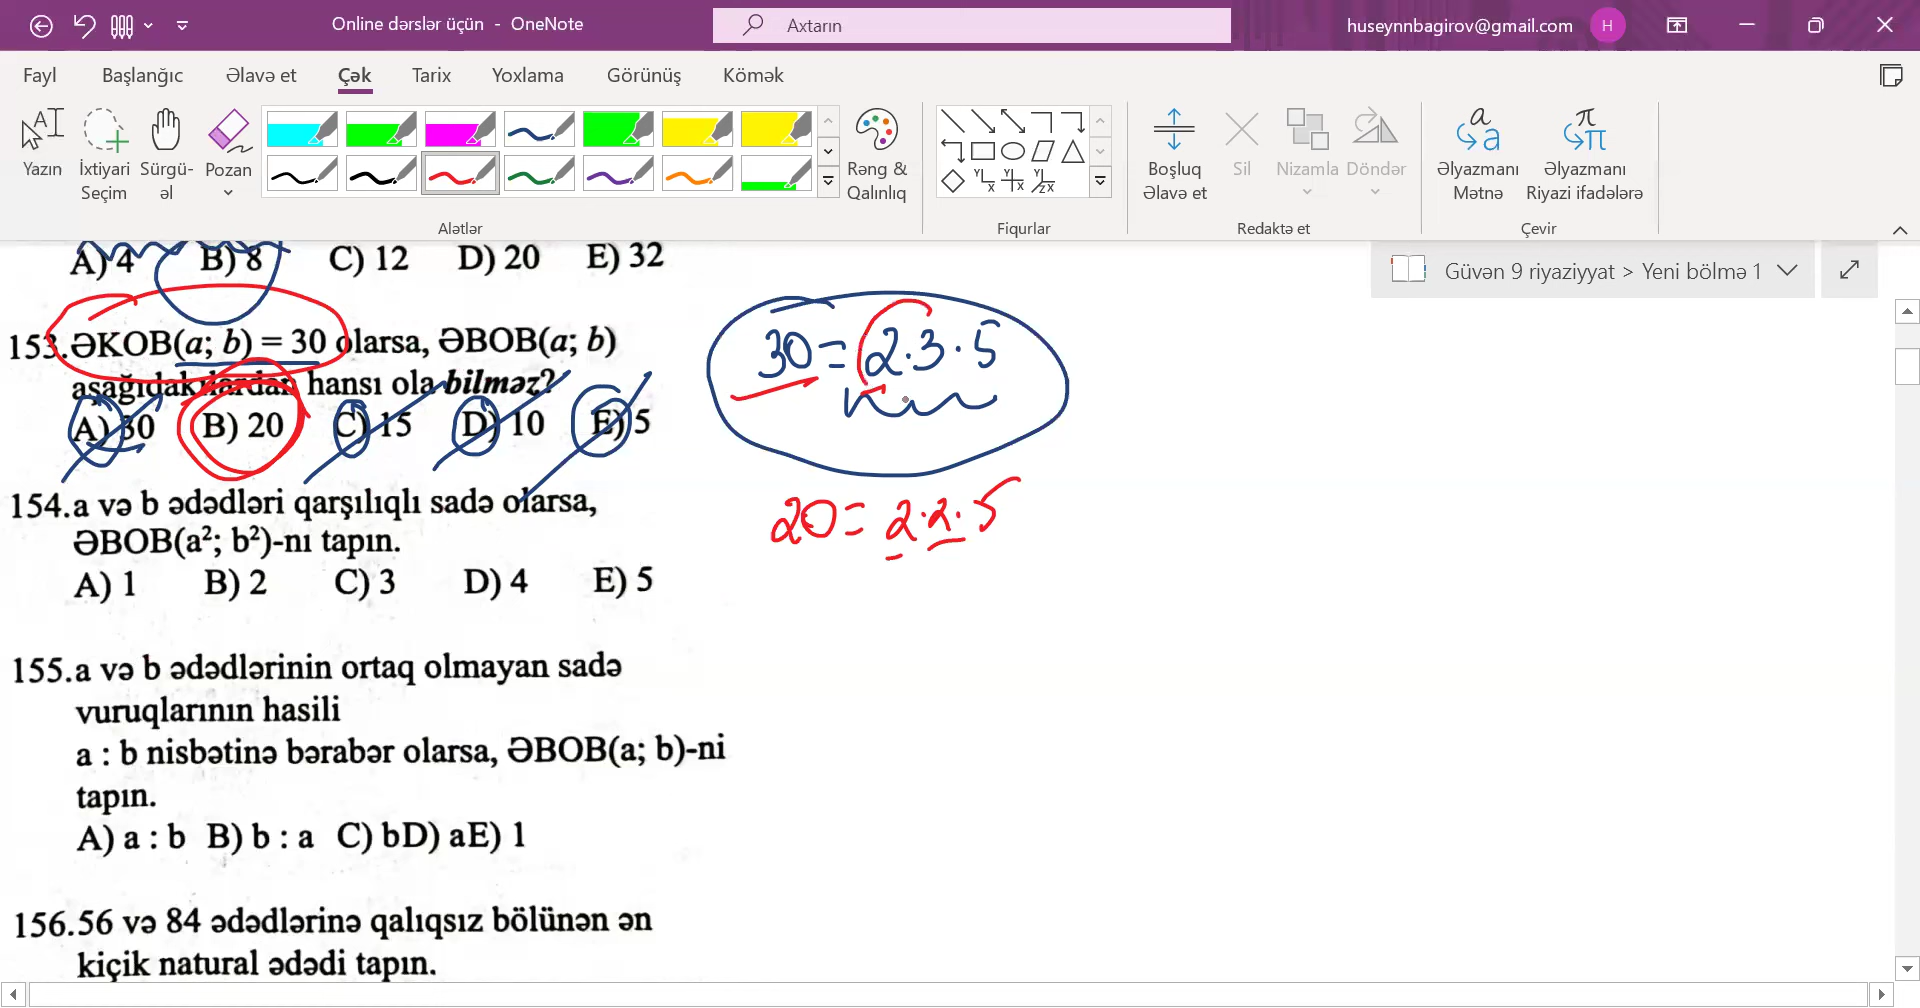 Online dərslər üçün - OneNote
Axtarın
huseynnbagirov@gmail.com
H
Fayl Başlanğıc Əlavə et Çək Tarix Yoxlama Görünüş Kömək
Yazın
İxtiyari Seçim
Sürgü-əl
Pozan
Rəng & Qalınlıq
Boşluq Əlavə et
Sil
Nizamla
Döndər
Əlyazmanı Mətnə
Əlyazmanı Riyazi ifadələrə
Alətlər
Fiqurlar
Redaktə et
Çevir
Güvən 9 riyaziyyat > Yeni bölmə 1
A) 4 B) 8 C) 12 D) 20 E) 32
153. ƏKOB(a; b) = 30 olarsa, ƏBOB(a; b)
aşağıdakılardan hansı ola bilməz?
A) 30 B) 20 C) 15 D) 10 E) 5
30 = 2·3·5
20 = 2·2·5
154. a və b ədədləri qarşılıqlı sadə olarsa,
ƏBOB(a²; b²)-nı tapın.
A) 1 B) 2 C) 3 D) 4 E) 5
155. a və b ədədlərinin ortaq olmayan sadə
vuruqlarının hasili
a : b nisbətinə bərabər olarsa, ƏBOB(a; b)-ni
tapın.
A) a : b B) b : a C) bD) aE) 1
156. 56 və 84 ədədlərinə qalıqsız bölünən ən
kiçik natural ədədi tapın.